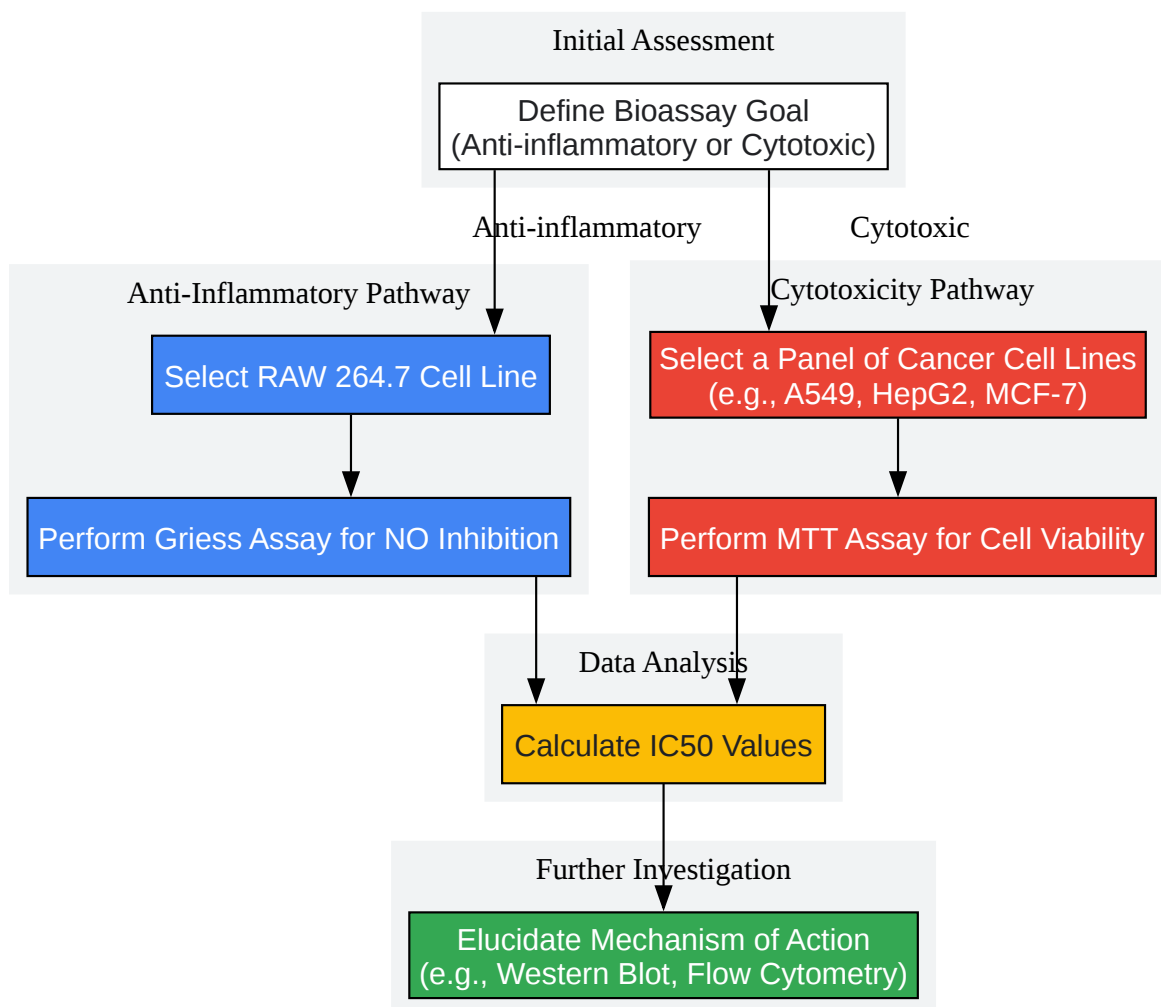 Initial Assessment
Define Bioassay Goal
(Anti-inflammatory or Cytotoxic)
Anti-inflammatory
Cytotoxic
Anti-Inflammatory Pathway
Select RAW 264.7 Cell Line
Perform Griess Assay for NO Inhibition
Cytotoxicity Pathway
Select a Panel of Cancer Cell Lines
(e.g., A549, HepG2, MCF-7)
Perform MTT Assay for Cell Viability
Data Analysis
Calculate IC50 Values
Further Investigation
Elucidate Mechanism of Action
(e.g., Western Blot, Flow Cytometry)